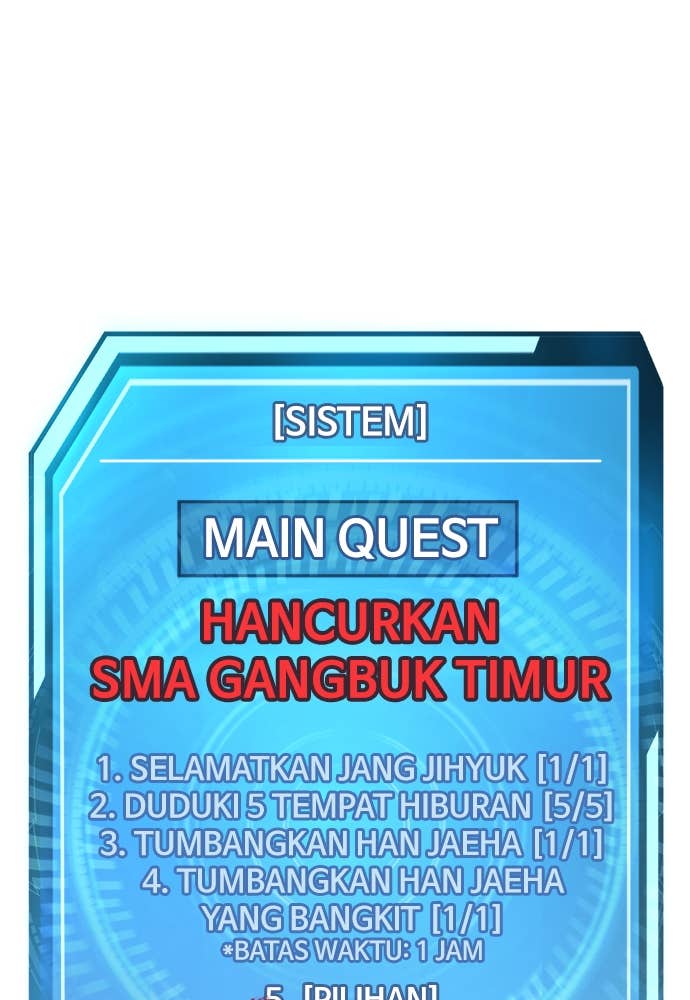 [SISTEM]
MAIN QUEST
HANCURKAN
SMA GANGBUK TIMUR
1. SELAMATKAN JANG JIHYUK [1/1]
2. DUDUKI 5 TEMPAT HIBURAN [5/5]
3. TUMBANGKAN HAN JAEHA [1/1]
4. TUMBANGKAN HAN JAEHA
YANG BANGKIT [1/1]
*BATAS WAKTU: 1 JAM
5. [PILIHAN]